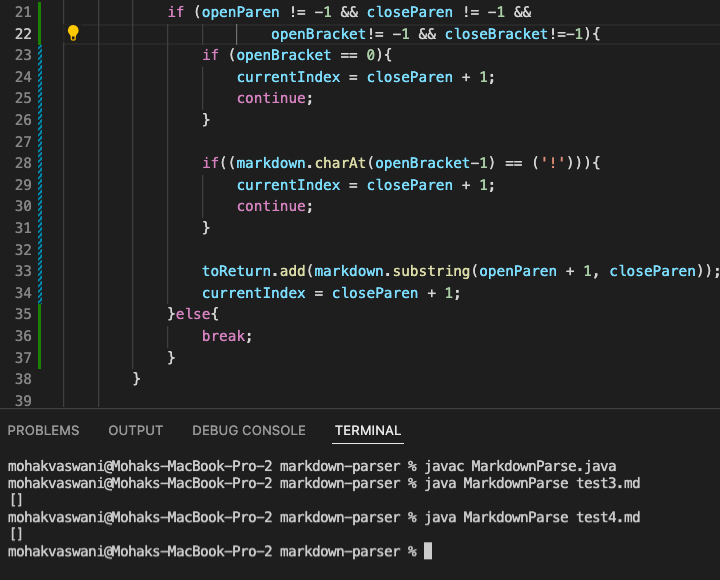 21 if (openParen != -1 && closeParen != -1 &&
22 openBracket!= -1 && closeBracket!=-1){
23 if (openBracket == 0){
24 currentIndex = closeParen + 1;
25 continue;
26 }
27
28 if((markdown.charAt(openBracket-1) == ('!'))){
29 currentIndex = closeParen + 1;
30 continue;
31 }
32
33 toReturn.add(markdown.substring(openParen + 1, closeParen));
34 currentIndex = closeParen + 1;
35 }else{
36 break;
37 }
38 }
39
PROBLEMS OUTPUT DEBUG CONSOLE TERMINAL
mohakvaswani@Mohaks-MacBook-Pro-2 markdown-parser % javac MarkdownParse.java
mohakvaswani@Mohaks-MacBook-Pro-2 markdown-parser % java MarkdownParse test3.md
[]
mohakvaswani@Mohaks-MacBook-Pro-2 markdown-parser % java MarkdownParse test4.md
[]
mohakvaswani@Mohaks-MacBook-Pro-2 markdown-parser %